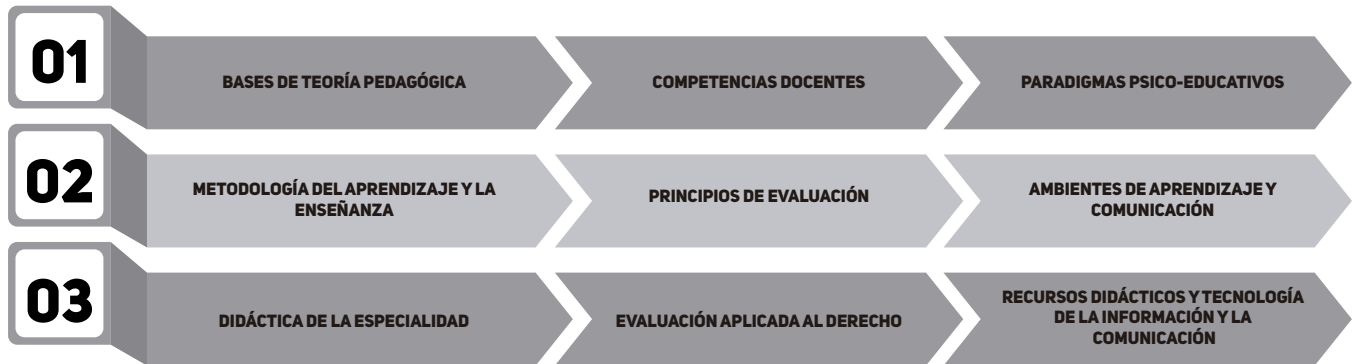 01
BASES DE TEORÍA PEDAGÓGICA
COMPETENCIAS DOCENTES
PARADIGMAS PSICO-EDUCATIVOS
02
METODOLOGÍA DEL APRENDIZAJE Y LA
ENSEÑANZA
PRINCIPIOS DE EVALUACIÓN
AMBIENTES DE APRENDIZAJE Y
COMUNICACIÓN
03
DIDÁCTICA DE LA ESPECIALIDAD
EVALUACIÓN APLICADA AL DERECHO
RECURSOS DIDÁCTICOS Y TECNOLOGÍA
DE LA INFORMACIÓN Y LA
COMUNICACIÓN